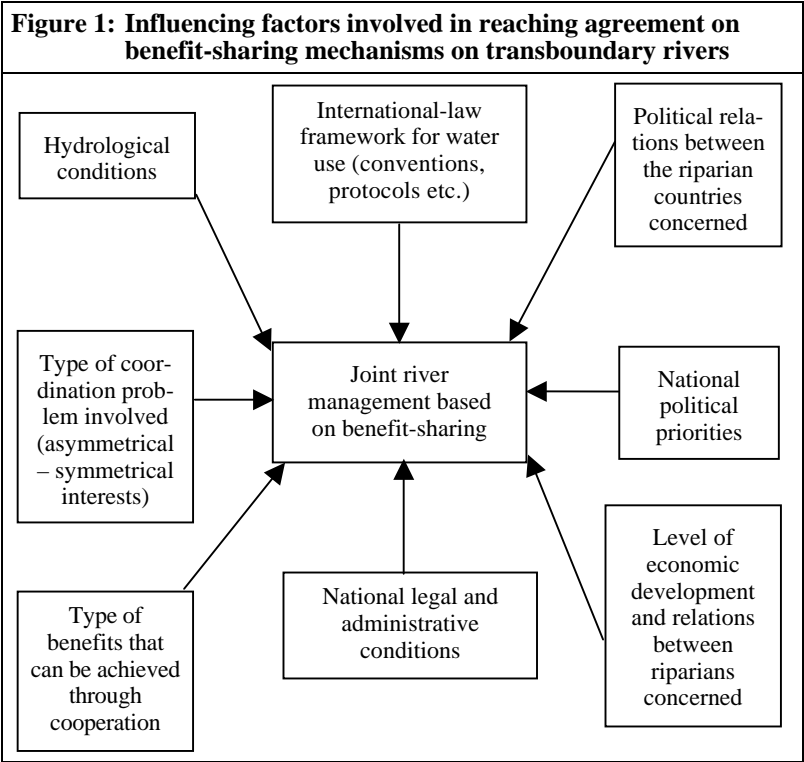 Figure 1: Influencing factors involved in reaching agreement on
benefit-sharing mechanisms on transboundary rivers
Hydrological
conditions
International-law
framework for water
use (conventions,
protocols etc.)
Political rela-
tions between
the riparian
countries
concerned
Type of coor-
dination prob-
lem involved
(asymmetrical
– symmetrical
interests)
Joint river
management based
on benefit-sharing
National
political
priorities
Type of
benefits that
can be achieved
through
cooperation
National legal and
administrative
conditions
Level of
economic
development
and relations
between
riparians
concerned